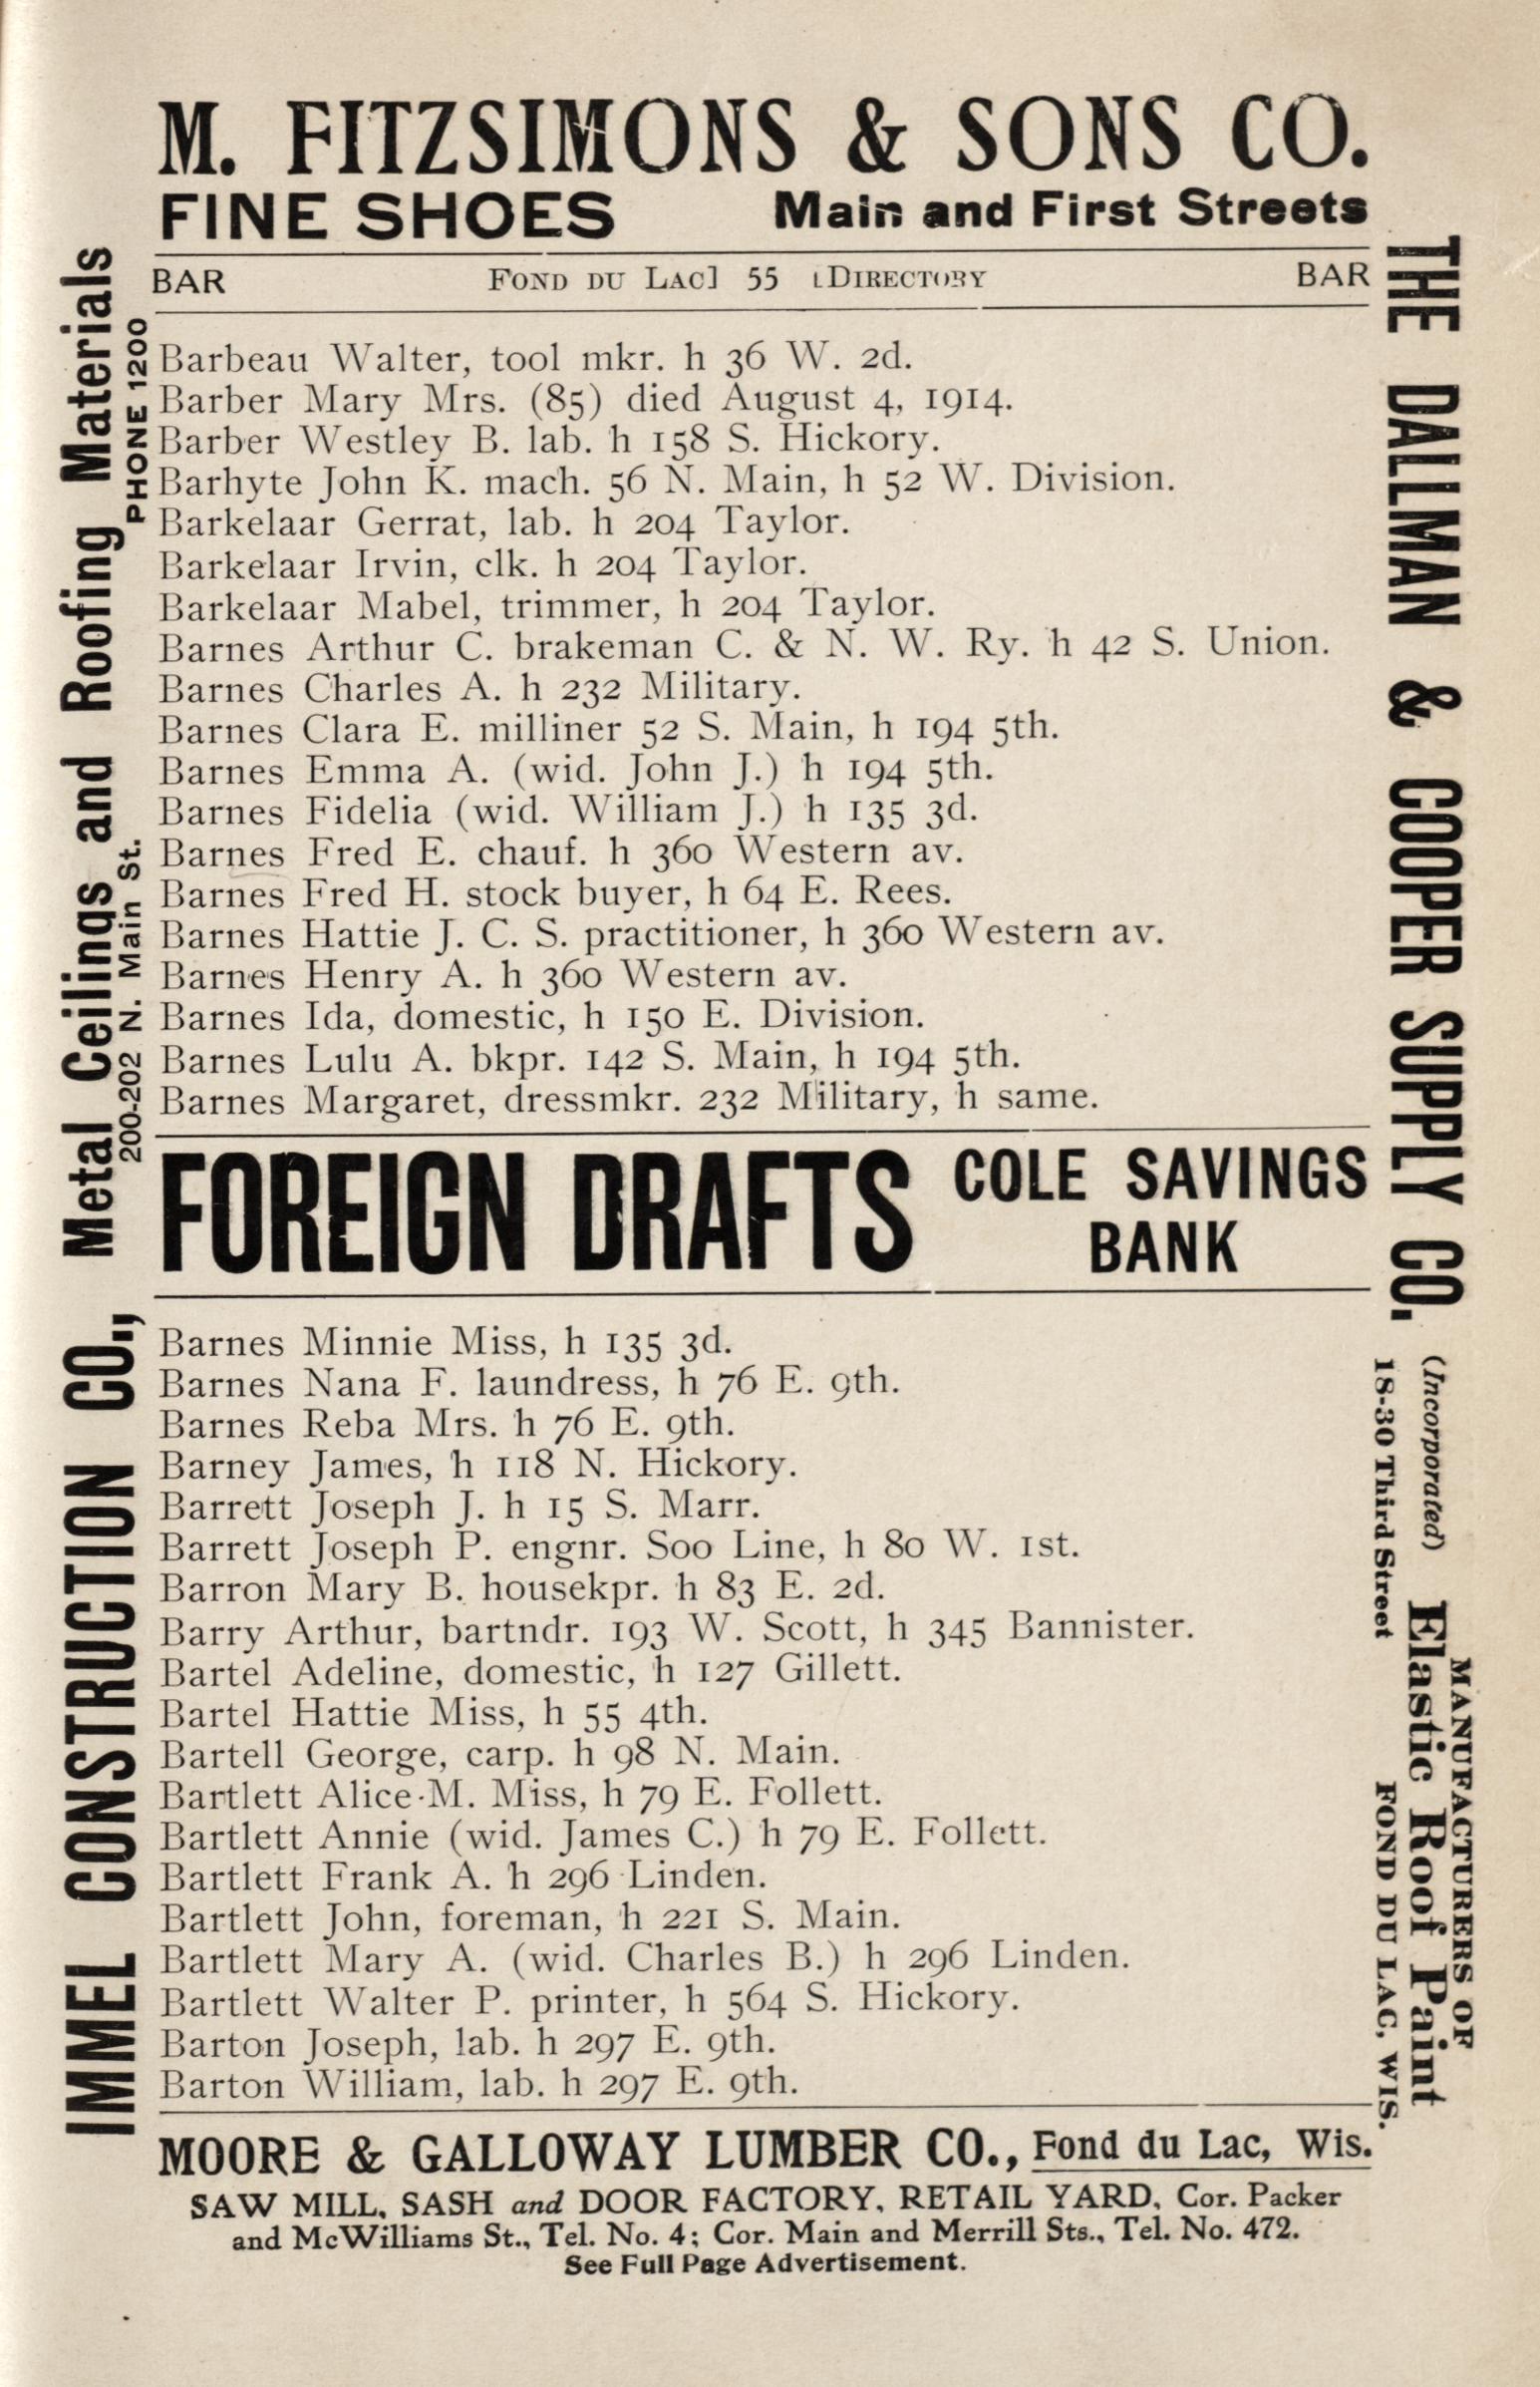 M. FITZSIMONS & SONS CO.
FINE SHOES Main and First Streets
BAR FOND DU LAC] 55 [DIRECTORY BAR
Barbeau Walter, tool mkr. h 36 W. 2d.
Barber Mary Mrs. (85) died August 4, 1914.
Barber Westley B. lab. h 158 S. Hickory.
Barhyte John K. mach. 56 N. Main, h 52 W. Division.
Barkelaar Gerrat, lab. h 204 Taylor.
Barkelaar Irvin, clk. h 204 Taylor.
Barkelaar Mabel, trimmer, h 204 Taylor.
Barnes Arthur C. brakeman C. & N. W. Ry. h 42 S. Union.
Barnes Charles A. h 232 Military.
Barnes Clara E. milliner 52 S. Main, h 194 5th.
Barnes Emma A. (wid. John J.) h 194 5th.
Barnes Fidelia (wid. William J.) h 135 3d.
Barnes Fred E. chauf. h 360 Western av.
Barnes Fred H. stock buyer, h 64 E. Rees.
Barnes Hattie J. C. S. practitioner, h 360 Western av.
Barnes Henry A. h 360 Western av.
Barnes Ida, domestic, h 150 E. Division.
Barnes Lulu A. bkpr. 142 S. Main, h 194 5th.
Barnes Margaret, dressmkr. 232 Military, h same.
FOREIGN DRAFTS COLE SAVINGS
BANK
Barnes Minnie Miss, h 135 3d.
Barnes Nana F. laundress, h 76 E. 9th.
Barnes Reba Mrs. h 76 E. 9th.
Barney James, h 118 N. Hickory.
Barrett Joseph J. h 15 S. Marr.
Barrett Joseph P. engnr. Soo Line, h 80 W. 1st.
Barron Mary B. housekpr. h 83 E. 2d.
Barry Arthur, bartndr. 193 W. Scott, h 345 Bannister.
Bartel Adeline, domestic, h 127 Gillett.
Bartel Hattie Miss, h 55 4th.
Bartell George, carp. h 98 N. Main.
Bartlett Alice M. Miss, h 79 E. Follett.
Bartlett Annie (wid. James C.) h 79 E. Follett.
Bartlett Frank A. h 296 Linden.
Bartlett John, foreman, h 221 S. Main.
Bartlett Mary A. (wid. Charles B.) h 296 Linden.
Bartlett Walter P. printer, h 564 S. Hickory.
Barton Joseph, lab. h 297 E. 9th.
Barton William, lab. h 297 E. 9th.
MOORE & GALLOWAY LUMBER CO., Fond du Lac, Wis.
SAW MILL, SASH and DOOR FACTORY, RETAIL YARD, Cor. Packer
and McWilliams St., Tel. No. 4; Cor. Main and Merrill Sts., Tel. No. 472.
See Full Page Advertisement.
IMMEL CONSTRUCTION CO., Metal Ceilings and Roofing Materials
200-202 N. Main St. PHONE 1200
THE DALLMAN & COOPER SUPPLY CO. (Incorporated)
18-30 Third Street
MANUFACTURERS OF
Elastic Roof Paint
FOND DU LAC, WIS.